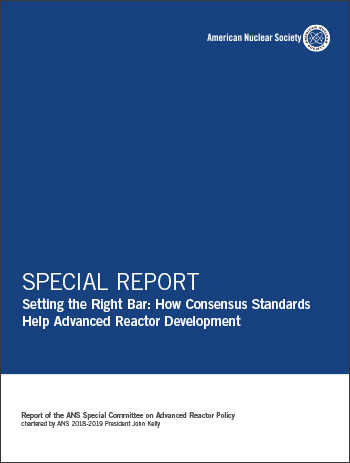 American Nuclear Society
SPECIAL REPORT
Setting the Right Bar: How Consensus Standards
Help Advanced Reactor Development
Report of the ANS Special Committee on Advanced Reactor Policy
chartered by ANS 2018-2019 President John Kelly